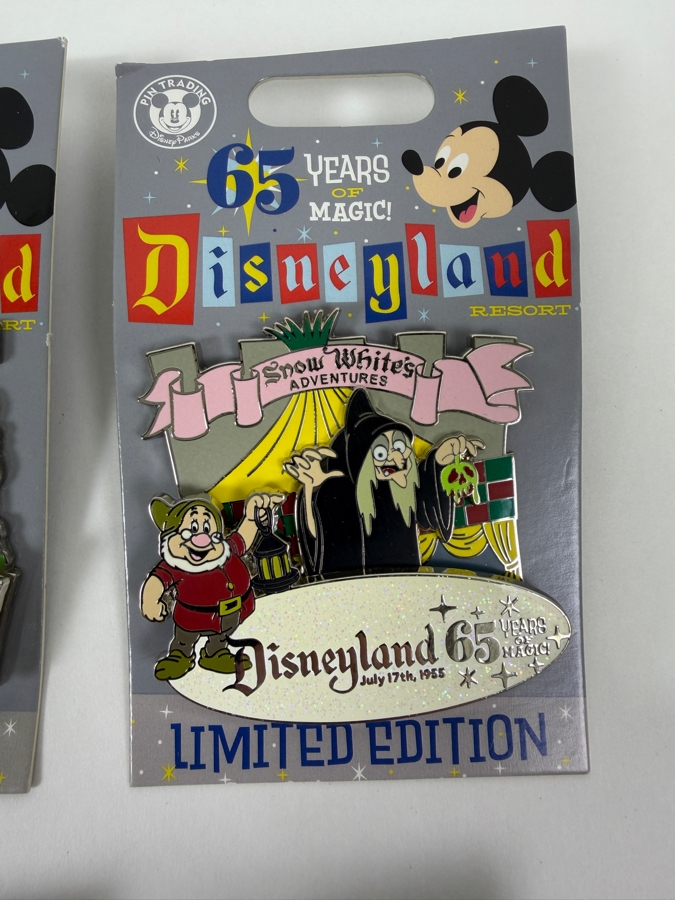 PIN TRADING
Disney Parks
65 YEARS
OF
MAGIC!
Disneyland
RESORT
Snow White's
ADVENTURES
Disneyland 65 YEARS
OF
MAGIC!
July 17th, 1955
LIMITED EDITION
d
RT